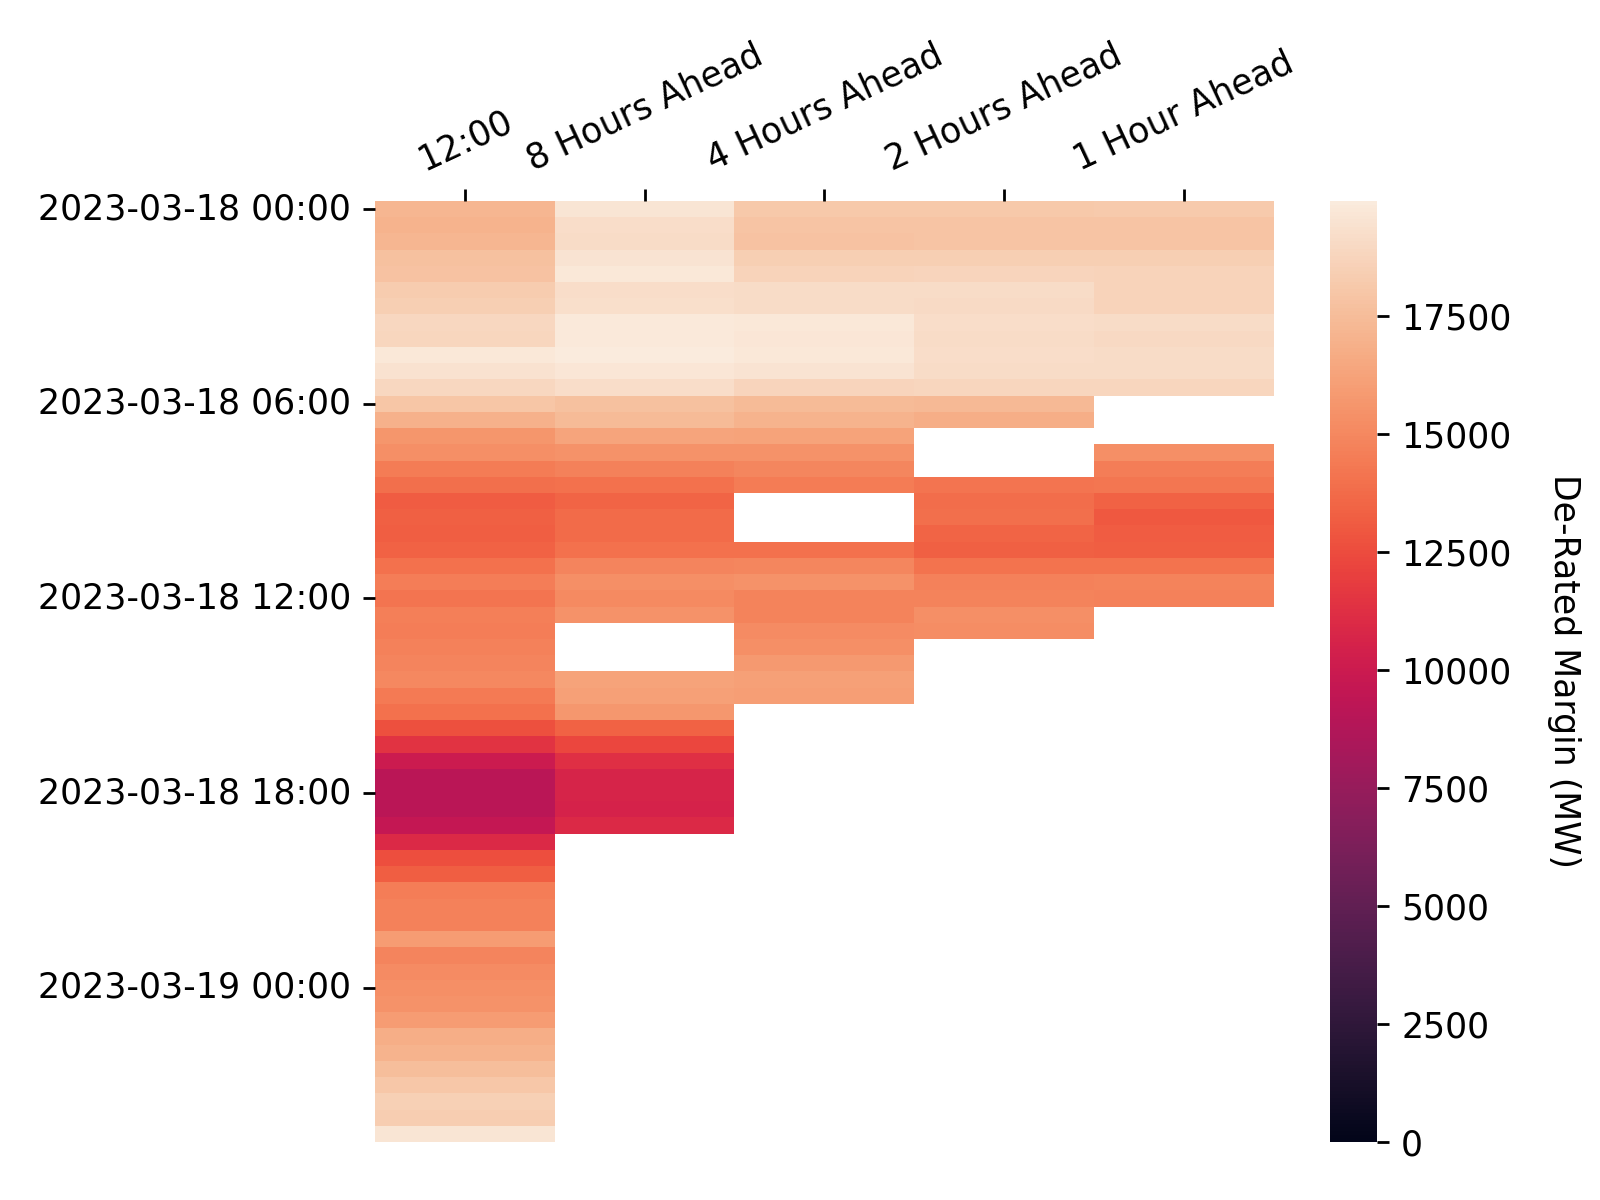 12:00
8 Hours Ahead
4 Hours Ahead
2 Hours Ahead
1 Hour Ahead
2023-03-18 00:00
2023-03-18 06:00
2023-03-18 12:00
2023-03-18 18:00
2023-03-19 00:00
17500
15000
12500
10000
7500
5000
2500
0
De-Rated Margin (MW)